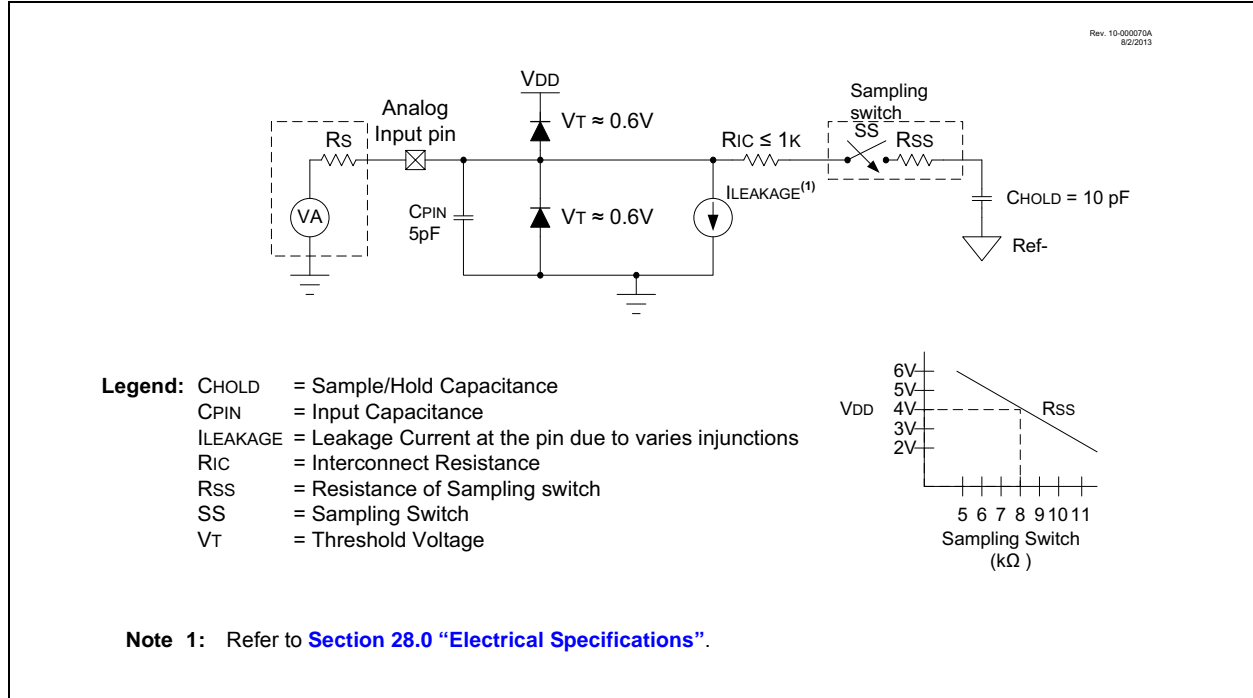 Rev. 10-000070A
8/2/2013
VDD
Analog
Input pin
VT ≈ 0.6V
Sampling
switch
SS
RSS
RS
RIC ≤ 1K
VA
CPIN
5pF
VT ≈ 0.6V
ILEAKAGE(1)
CHOLD = 10 pF
Ref-
Legend: CHOLD = Sample/Hold Capacitance
CPIN = Input Capacitance
ILEAKAGE = Leakage Current at the pin due to varies injunctions
RIC = Interconnect Resistance
RSS = Resistance of Sampling switch
SS = Sampling Switch
VT = Threshold Voltage
6V
5V
VDD 4V RSS
3V
2V
5 6 7 8 9 10 11
Sampling Switch
(kΩ )
Note 1: Refer to Section 28.0 “Electrical Specifications”.